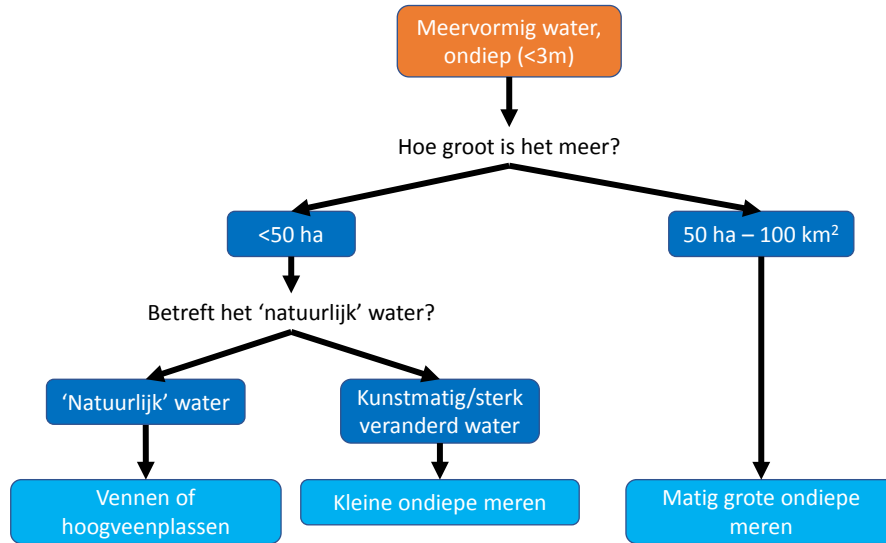 Meervormig water,
ondiep (<3m)
Hoe groot is het meer?
<50 ha
50 ha – 100 km²
Betreft het ‘natuurlijk’ water?
‘Natuurlijk’ water
Kunstmatig/sterk
veranderd water
Vennen of
hoogveenplassen
Kleine ondiepe meren
Matig grote ondiepe
meren